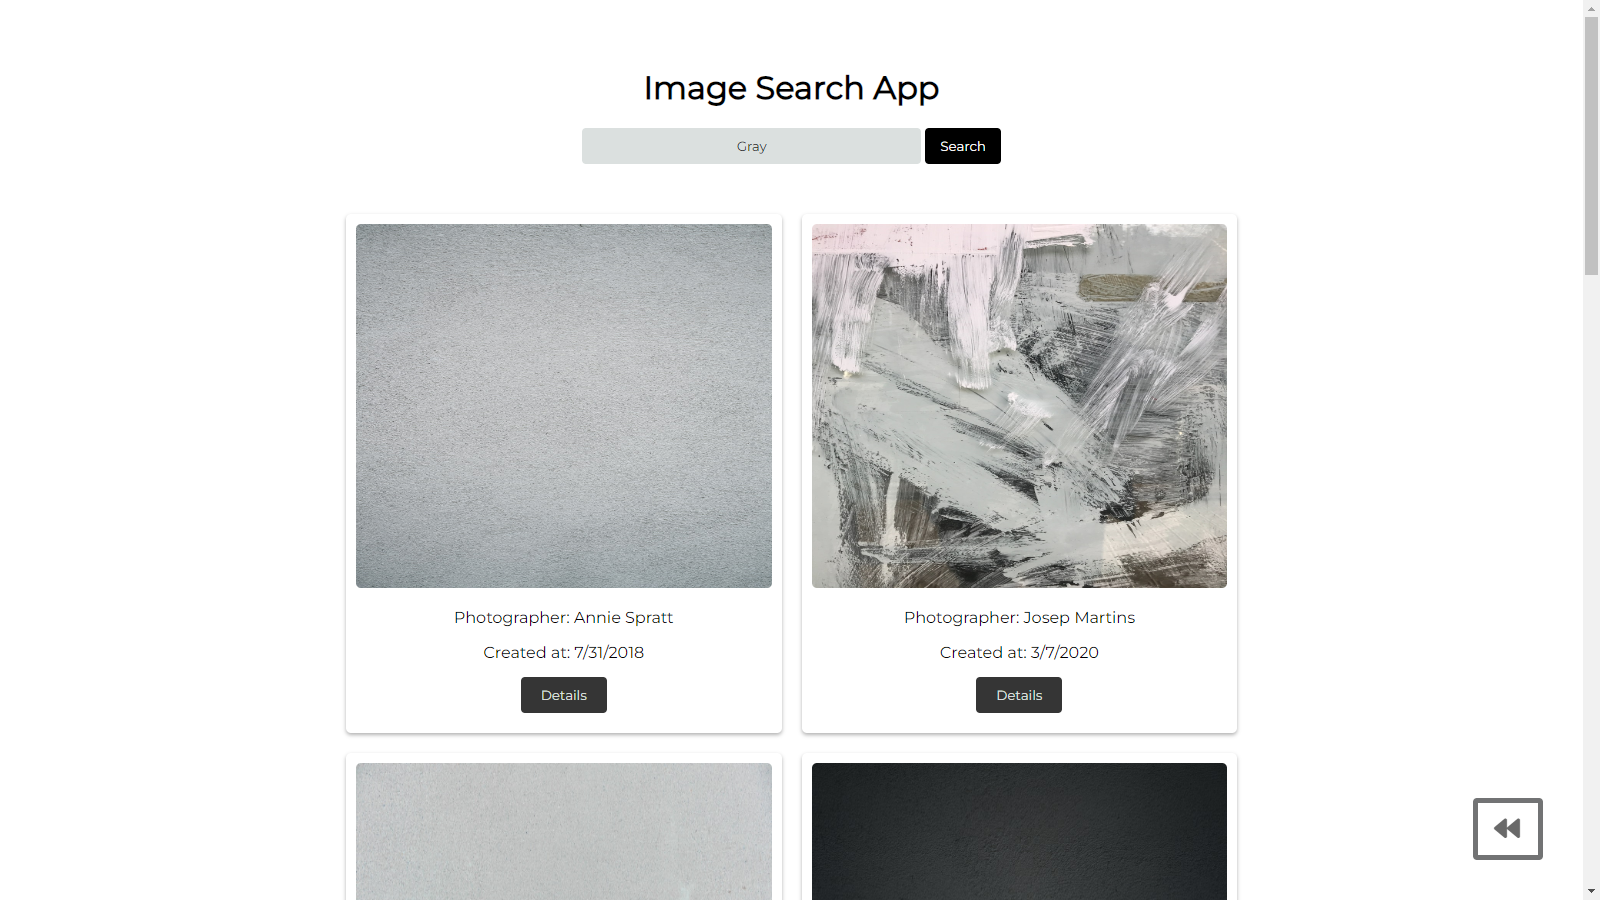 Image Search App
Gray
Search
Photographer: Annie Spratt
Created at: 7/31/2018
Details
Photographer: Josep Martins
Created at: 3/7/2020
Details